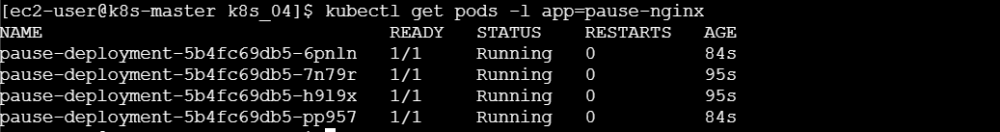 [ec2-user@k8s-master k8s_04]$ kubectl get pods -l app=pause-nginx
NAME READY STATUS RESTARTS AGE
pause-deployment-5b4fc69db5-6pnln 1/1 Running 0 84s
pause-deployment-5b4fc69db5-7n79r 1/1 Running 0 95s
pause-deployment-5b4fc69db5-h9l9x 1/1 Running 0 95s
pause-deployment-5b4fc69db5-pp957 1/1 Running 0 84s